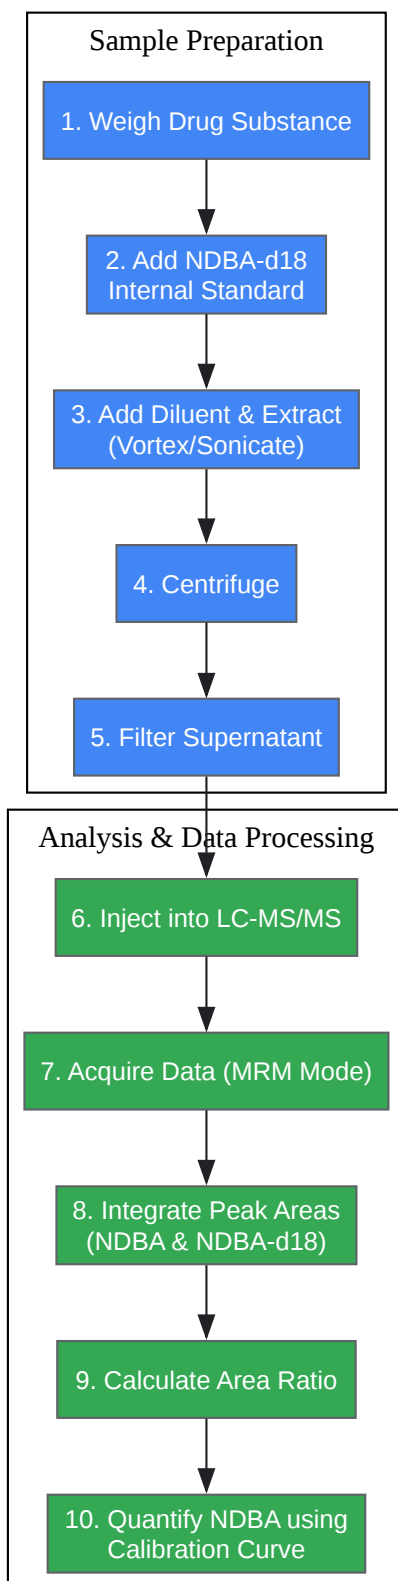 Sample Preparation
1. Weigh Drug Substance
2. Add NDBA-d18
Internal Standard
3. Add Diluent & Extract
(Vortex/Sonicate)
4. Centrifuge
5. Filter Supernatant
Analysis & Data Processing
6. Inject into LC-MS/MS
7. Acquire Data (MRM Mode)
8. Integrate Peak Areas
(NDBA & NDBA-d18)
9. Calculate Area Ratio
10. Quantify NDBA using
Calibration Curve